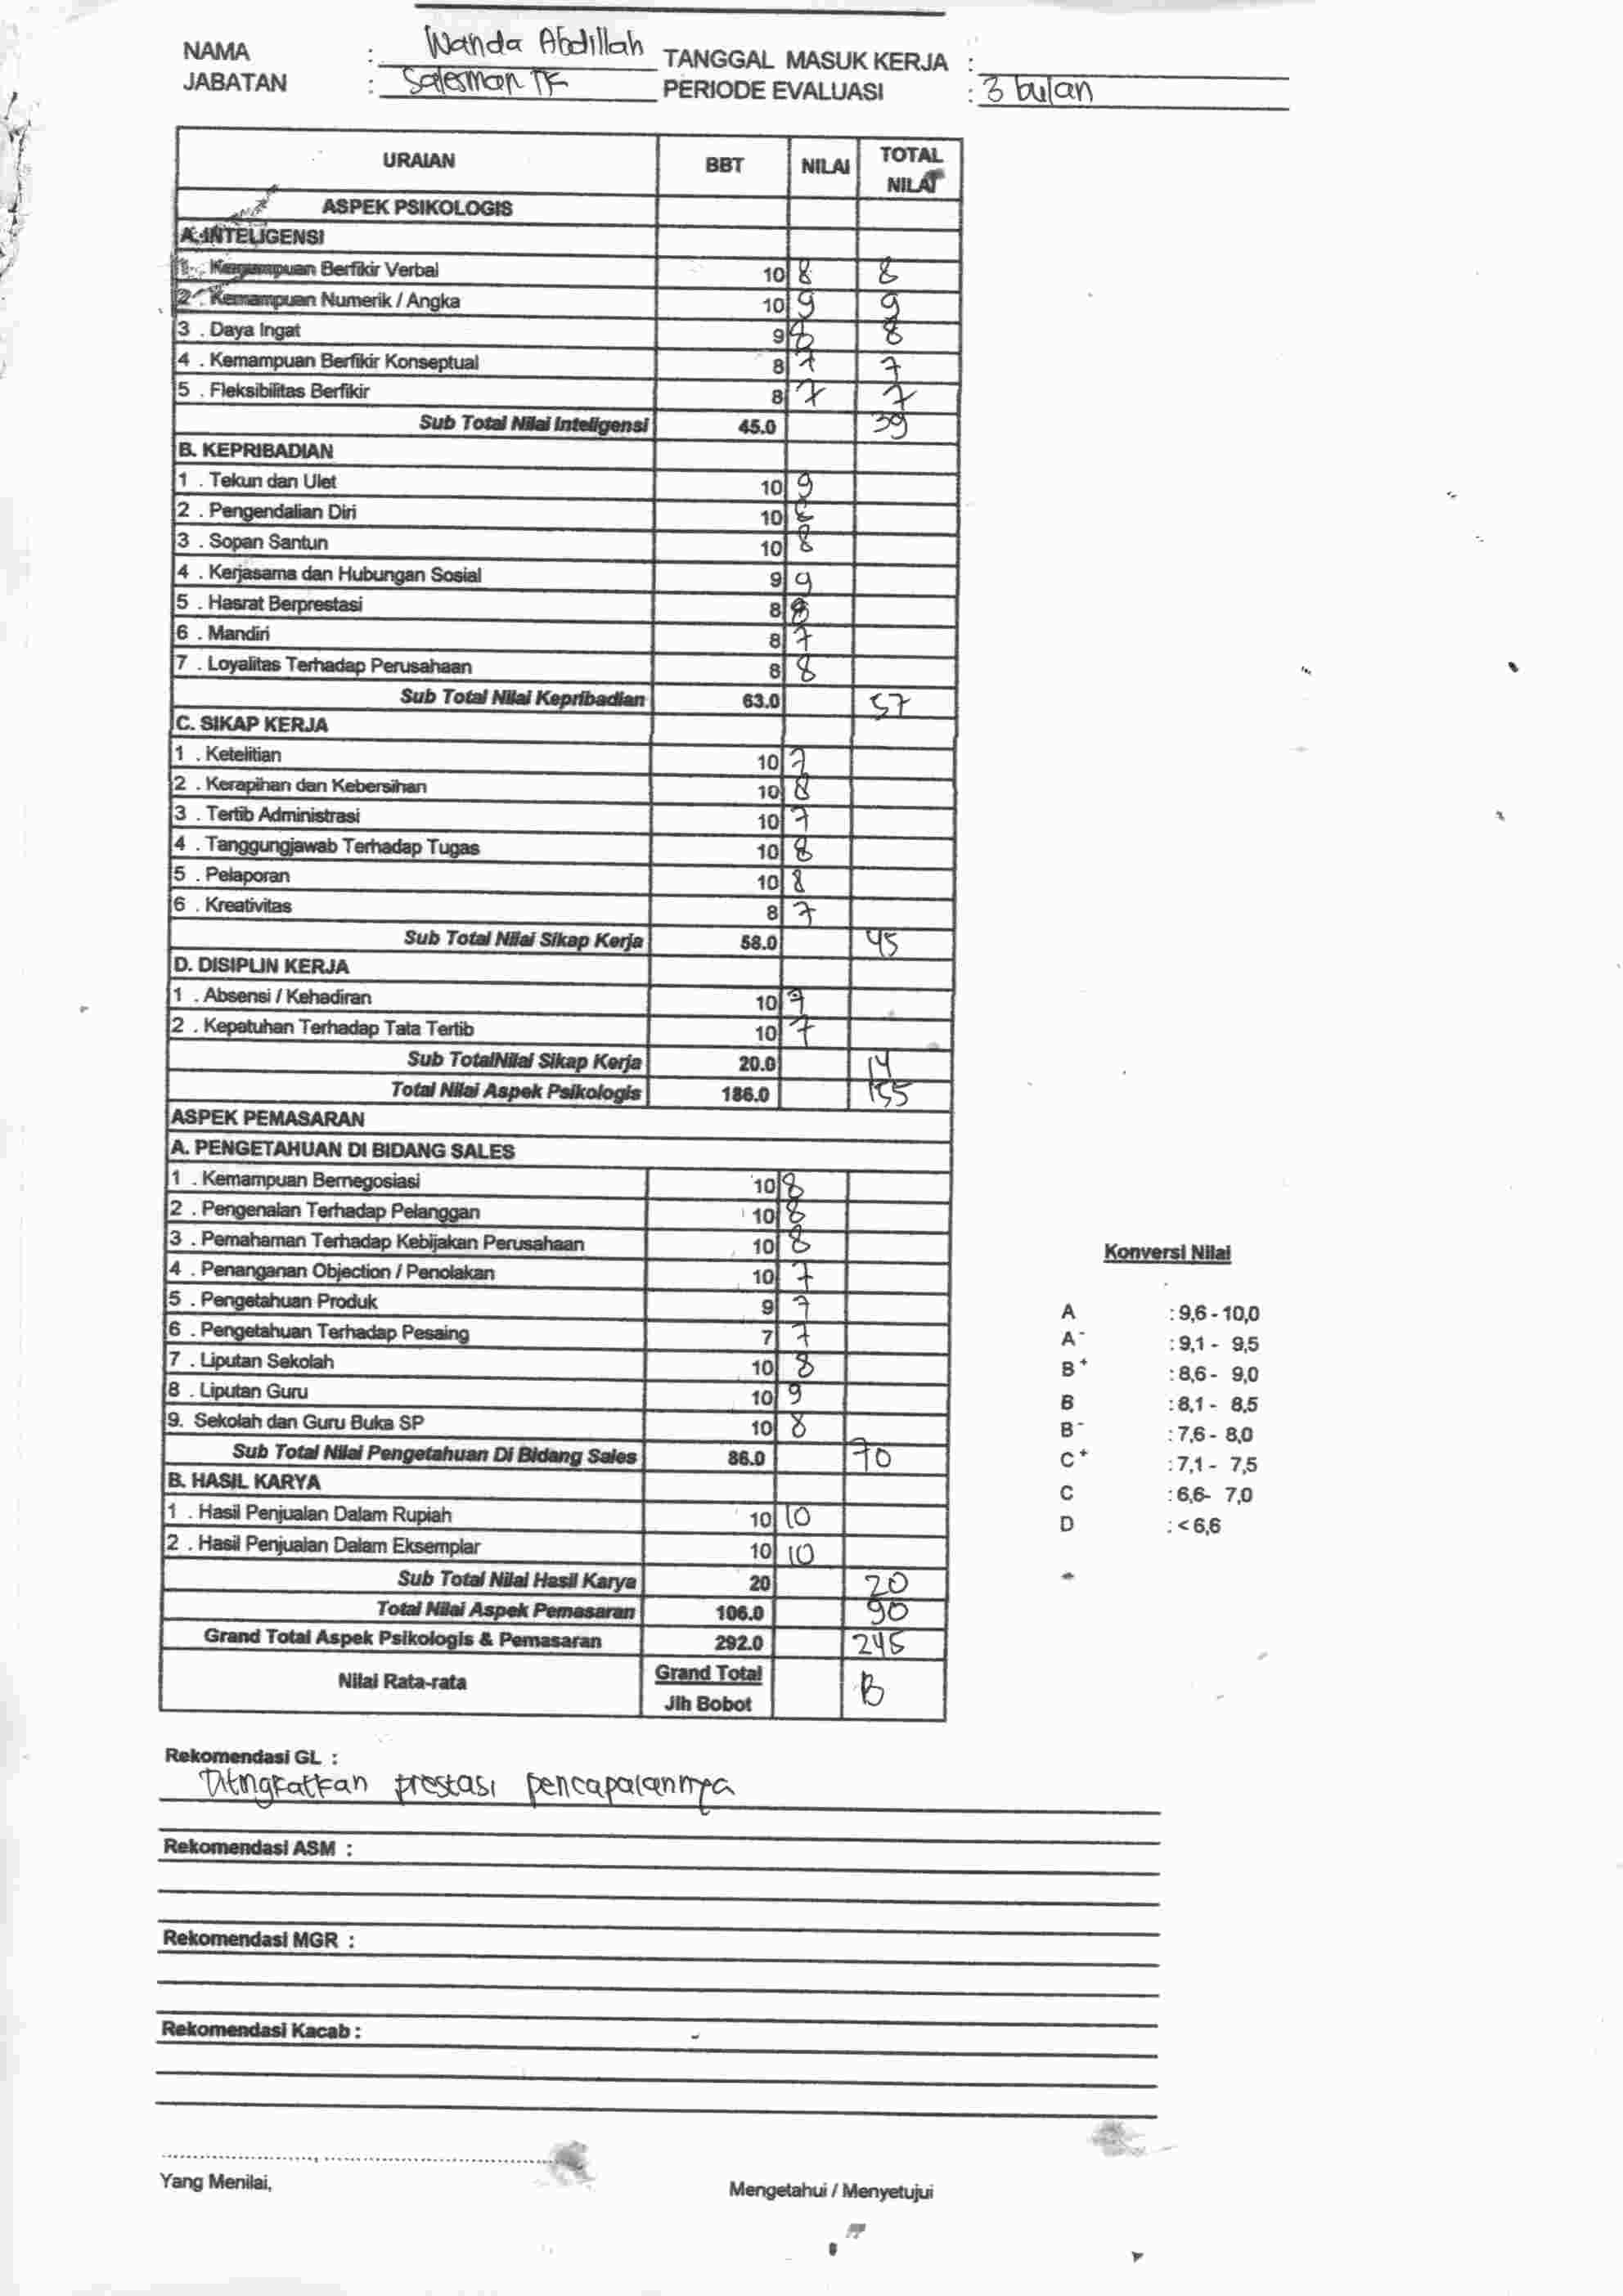 NAMA : Wanda Abdillah TANGGAL MASUK KERJA :
JABATAN : Salesman TF PERIODE EVALUASI : 3 bulan
URAIAN BBT NILAI TOTAL NILAI
ASPEK PSIKOLOGIS
A. INTELIGENSI
1 . Kemampuan Berfikir Verbal 10 8 8
2 . Kemampuan Numerik / Angka 10 9 9
3 . Daya Ingat 9 8 8
4 . Kemampuan Berfikir Konseptual 8 7 7
5 . Fleksibilitas Berfikir 8 7 7
Sub Total Nilai Inteligensi 45.0 39
B. KEPRIBADIAN
1 . Tekun dan Ulet 10 9
2 . Pengendalian Diri 10 8
3 . Sopan Santun 10 8
4 . Kerjasama dan Hubungan Sosial 9 9
5 . Hasrat Berprestasi 8 8
6 . Mandiri 8 7
7 . Loyalitas Terhadap Perusahaan 8 8
Sub Total Nilai Kepribadian 63.0 57
C. SIKAP KERJA
1 . Ketelitian 10 7
2 . Kerapihan dan Kebersihan 10 8
3 . Tertib Administrasi 10 7
4 . Tanggungjawab Terhadap Tugas 10 8
5 . Pelaporan 10 8
6 . Kreativitas 8 7
Sub Total Nilai Sikap Kerja 58.0 45
D. DISIPLIN KERJA
1 . Absensi / Kehadiran 10 7
2 . Kepatuhan Terhadap Tata Tertib 10 7
Sub TotalNilai Sikap Kerja 20.0 14
Total Nilai Aspek Psikologis 186.0 155
ASPEK PEMASARAN
A. PENGETAHUAN DI BIDANG SALES
1 . Kemampuan Bernegosiasi 10 8
2 . Pengenalan Terhadap Pelanggan 10 8
3 . Pemahaman Terhadap Kebijakan Perusahaan 10 8
4 . Penanganan Objection / Penolakan 10 7
5 . Pengetahuan Produk 9 7
6 . Pengetahuan Terhadap Pesaing 7 7
7 . Liputan Sekolah 10 8
8 . Liputan Guru 10 9
9. Sekolah dan Guru Buka SP 10 8
Sub Total Nilai Pengetahuan Di Bidang Sales 86.0 70
B. HASIL KARYA
1 . Hasil Penjualan Dalam Rupiah 10 10
2 . Hasil Penjualan Dalam Eksemplar 10 10
Sub Total Nilai Hasil Karya 20 20
Total Nilai Aspek Pemasaran 106.0 90
Grand Total Aspek Psikologis & Pemasaran 292.0 245
Nilai Rata-rata Grand Total B
Jlh Bobot
Konversi Nilai
A : 9,6 - 10,0
A- : 9,1 - 9,5
B+ : 8,6 - 9,0
B : 8,1 - 8,5
B- : 7,6 - 8,0
C+ : 7,1 - 7,5
C : 6,6- 7,0
D : < 6,6
Rekomendasi GL :
Ditingkatkan prestasi pencapaiannya
Rekomendasi ASM :
Rekomendasi MGR :
Rekomendasi Kacab :
Yang Menilai,
Mengetahui / Menyetujui